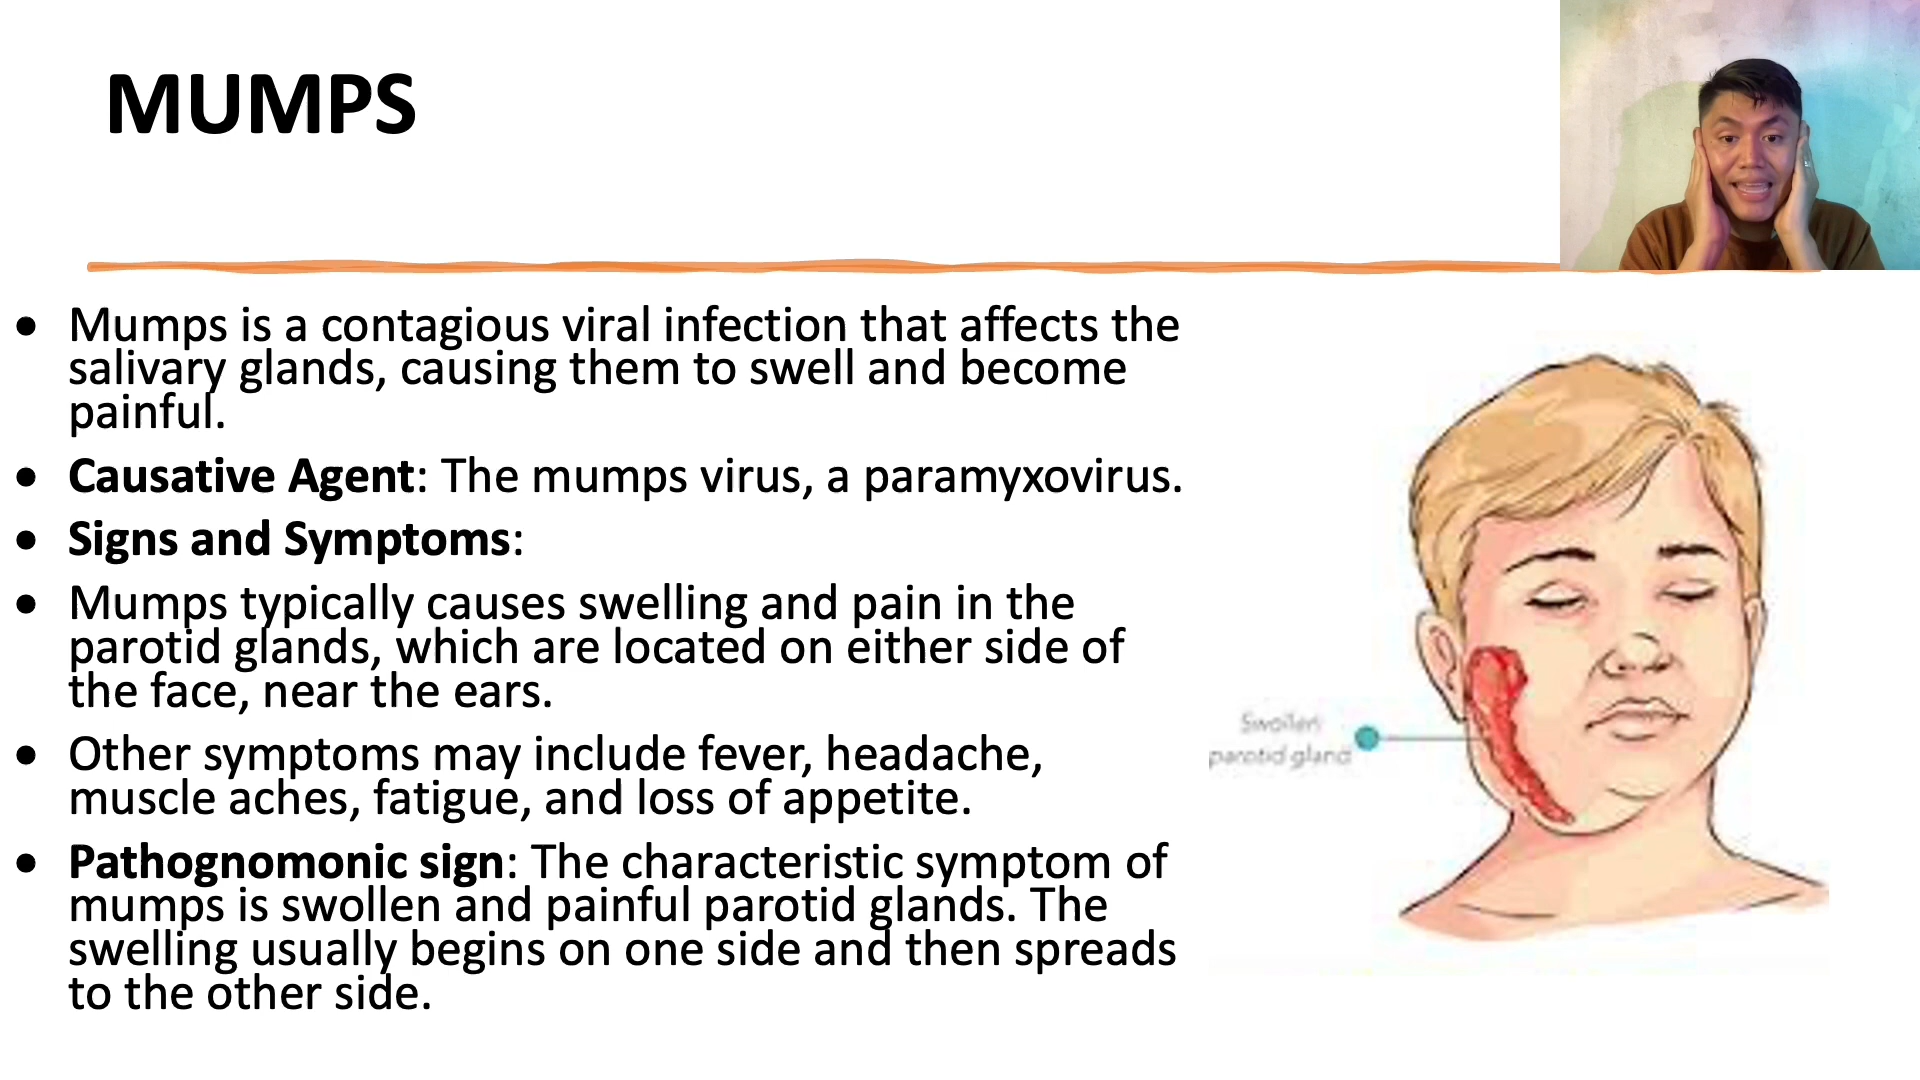 MUMPS
• Mumps is a contagious viral infection that affects the
salivary glands, causing them to swell and become
painful.
• Causative Agent: The mumps virus, a paramyxovirus.
• Signs and Symptoms:
• Mumps typically causes swelling and pain in the
parotid glands, which are located on either side of
the face, near the ears.
• Other symptoms may include fever, headache,
muscle aches, fatigue, and loss of appetite.
• Pathognomonic sign: The characteristic symptom of
mumps is swollen and painful parotid glands. The
swelling usually begins on one side and then spreads
to the other side.
Swollen
parotid gland